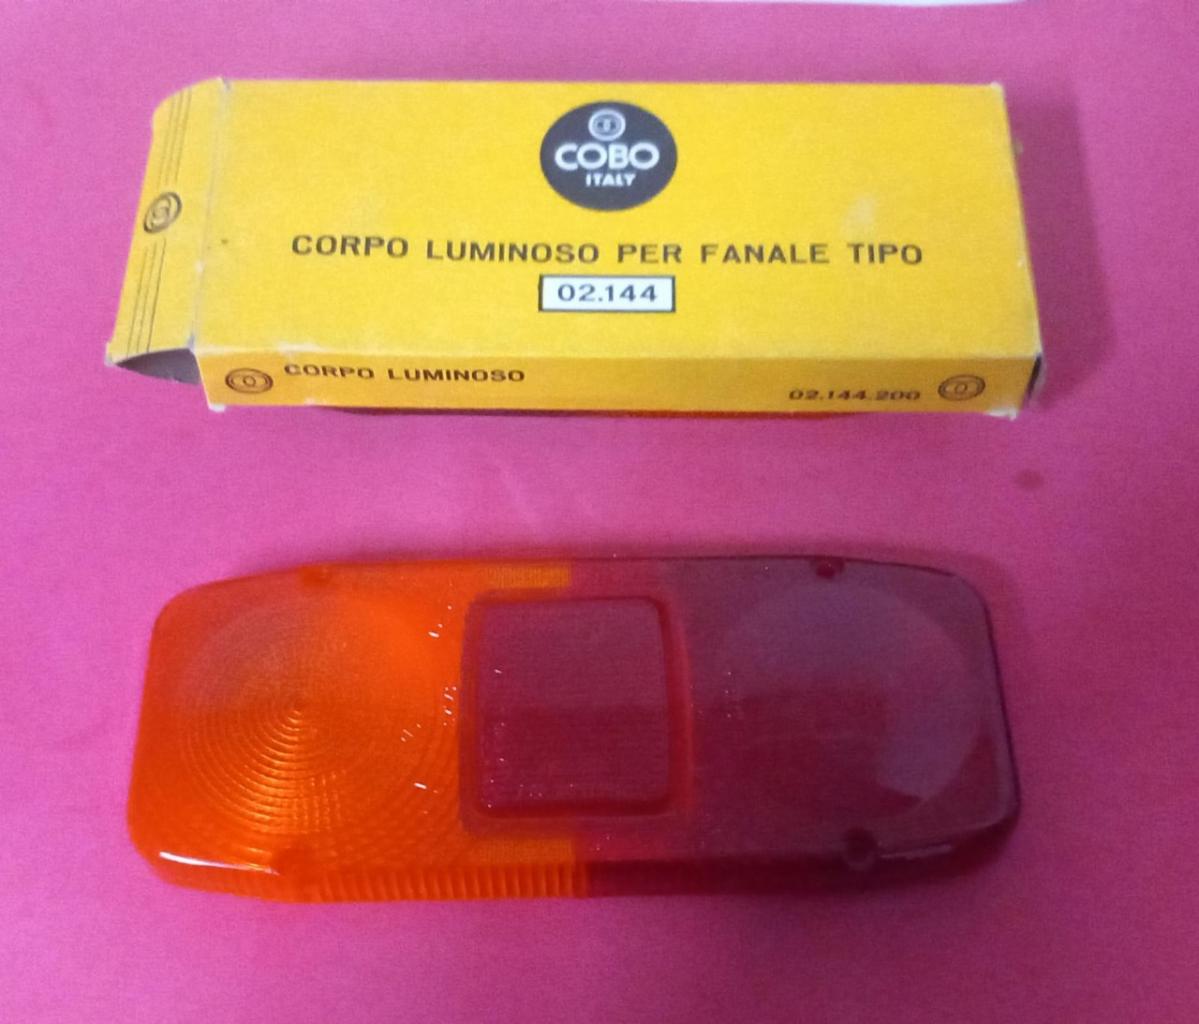 COBO
ITALY
CORPO LUMINOSO PER FANALE TIPO
02.144
CORPO LUMINOSO
02.144.200